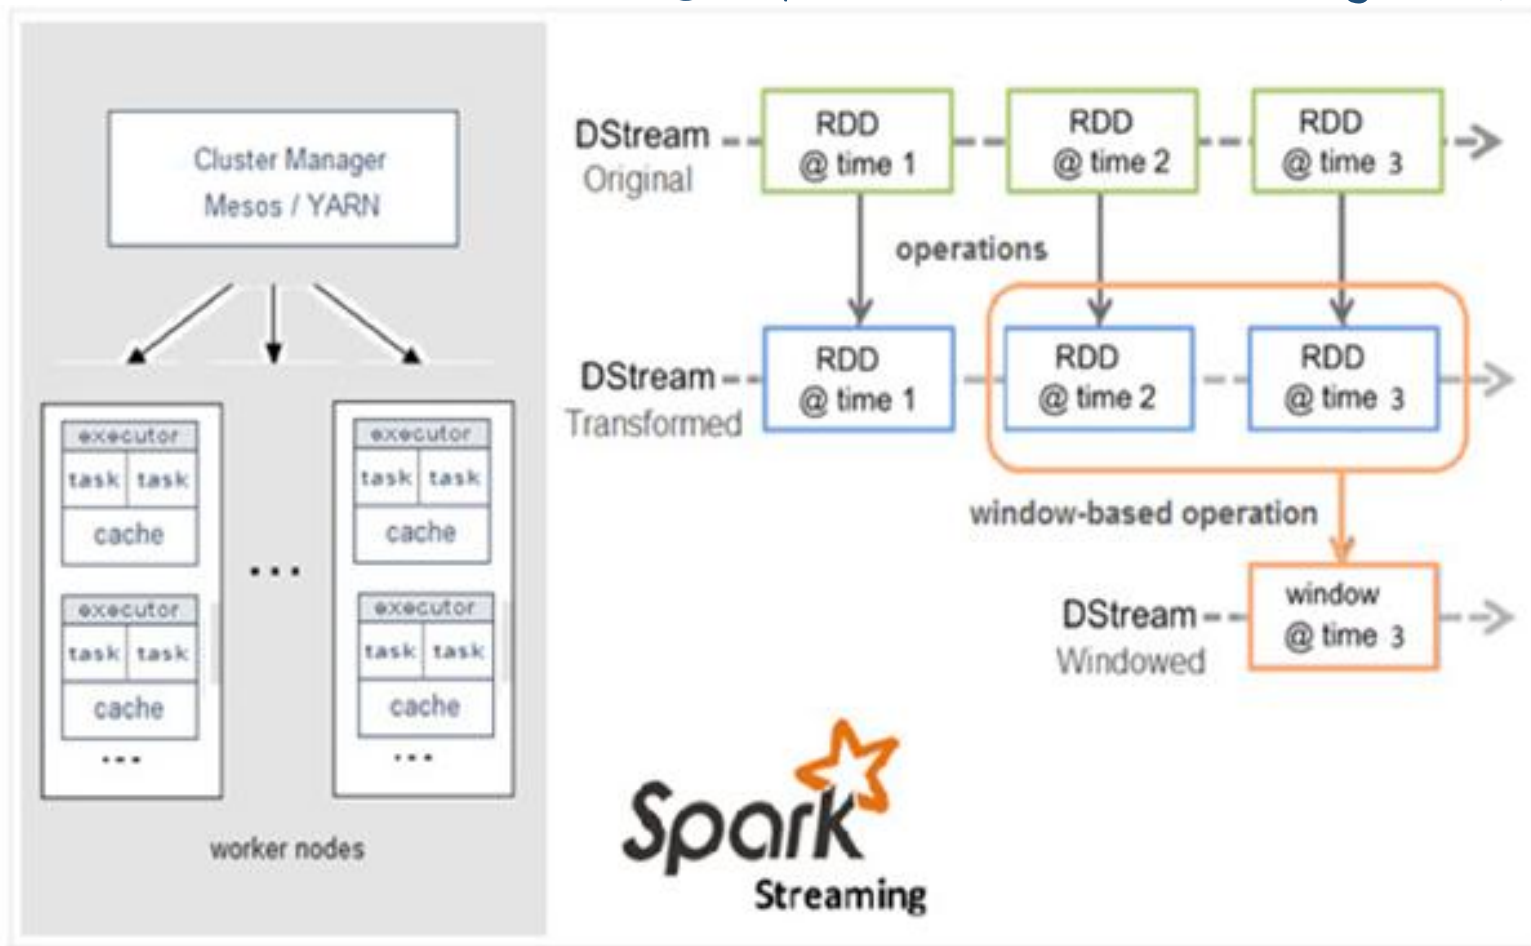 Cluster Manager
Mesos / YARN
executor
task task
cache
executor
task task
cache
...
...
executor
task task
cache
executor
task task
cache
...
worker nodes
DStream
Original
RDD
@ time 1
RDD
@ time 2
RDD
@ time 3
operations
DStream
Transformed
RDD
@ time 1
RDD
@ time 2
RDD
@ time 3
window-based operation
DStream
Windowed
window
@ time 3
Spark
Streaming